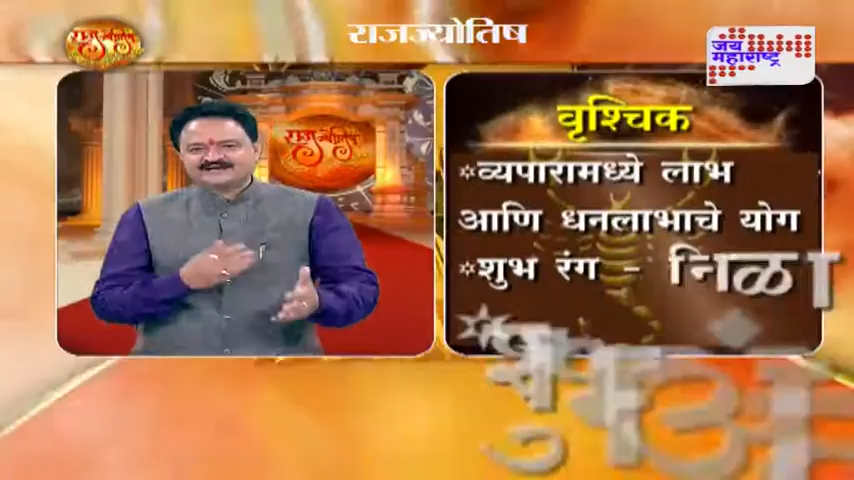 राजज्योतिष
जय
महाराष्ट्र
वृश्चिक
*व्यपारामध्ये लाभ
आणि धनलाभाचे योग
*शुभ रंग - निळा